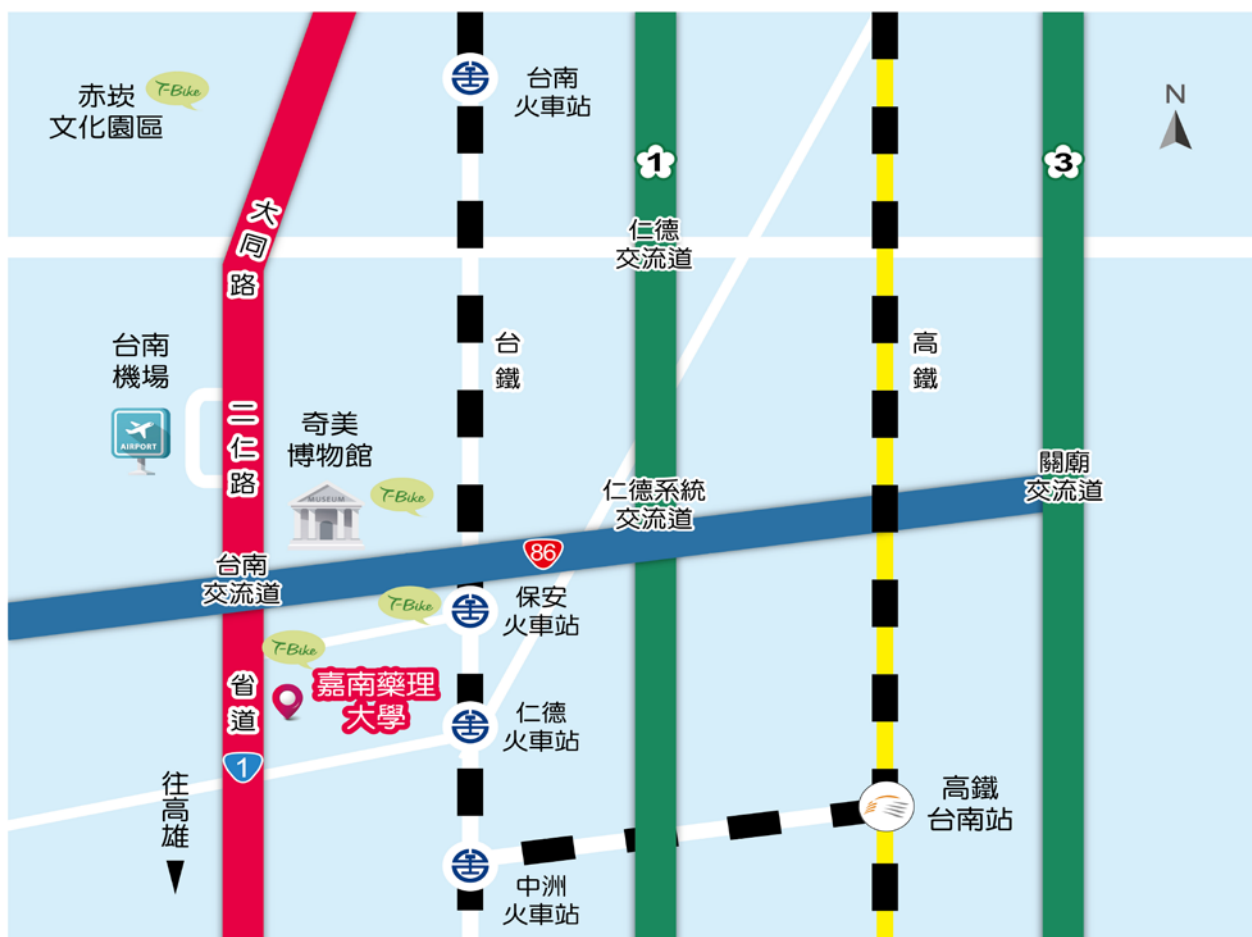 台南
火車站
N
赤崁
文化園區
T-Bike
1
3
大同路
仁德
交流道
台鐵
高鐵
台南
機場
AIRPORT
二仁路
奇美
博物館
MUSEUM
T-Bike
關廟
交流道
仁德系統
交流道
86
台南
交流道
T-Bike
保安
火車站
T-Bike
嘉南藥理
大學
省道
1
仁德
火車站
往高雄
高鐵
台南站
中洲
火車站